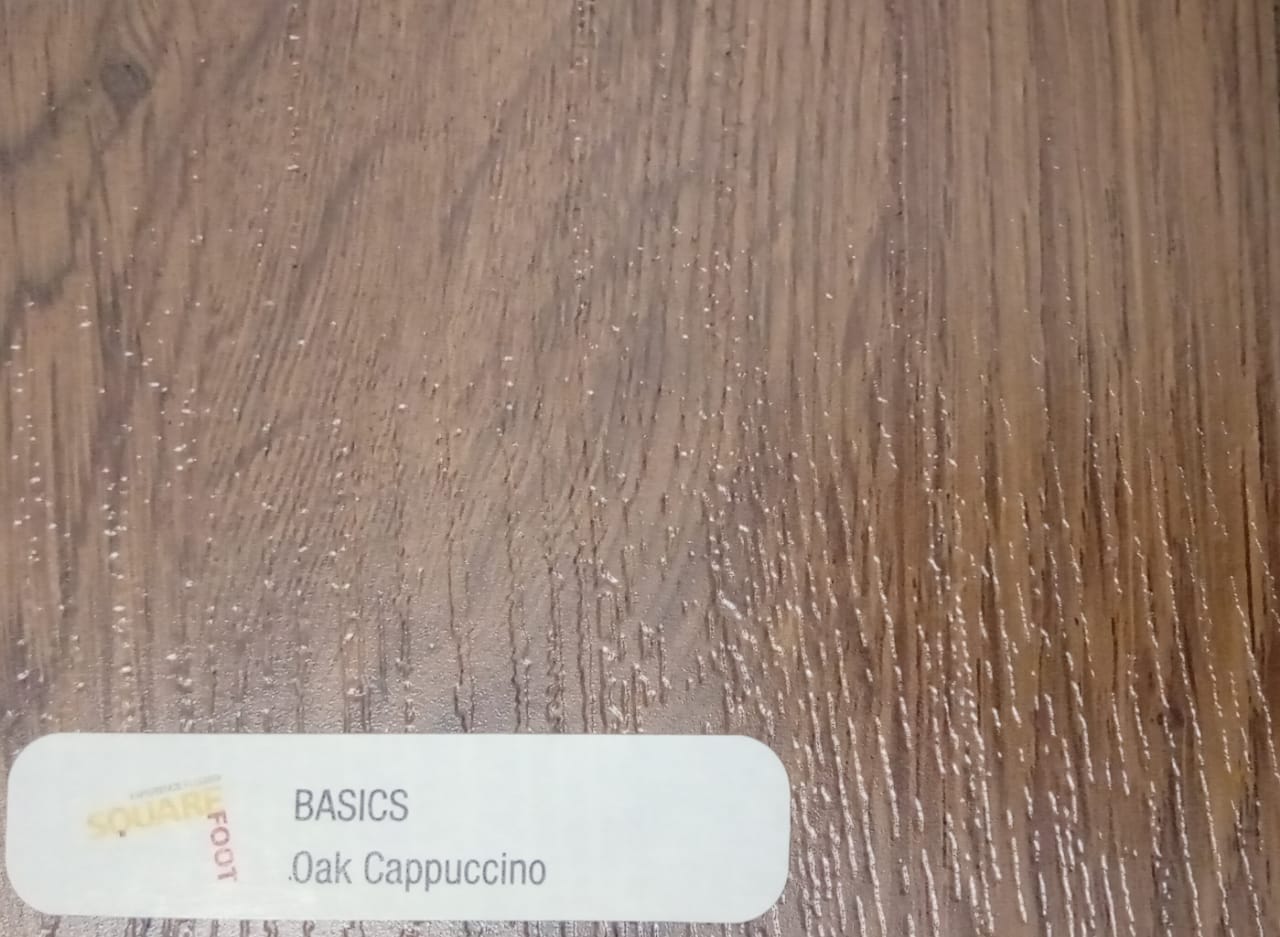 SQUARE
FOOT
BASICS
.Oak Cappuccino